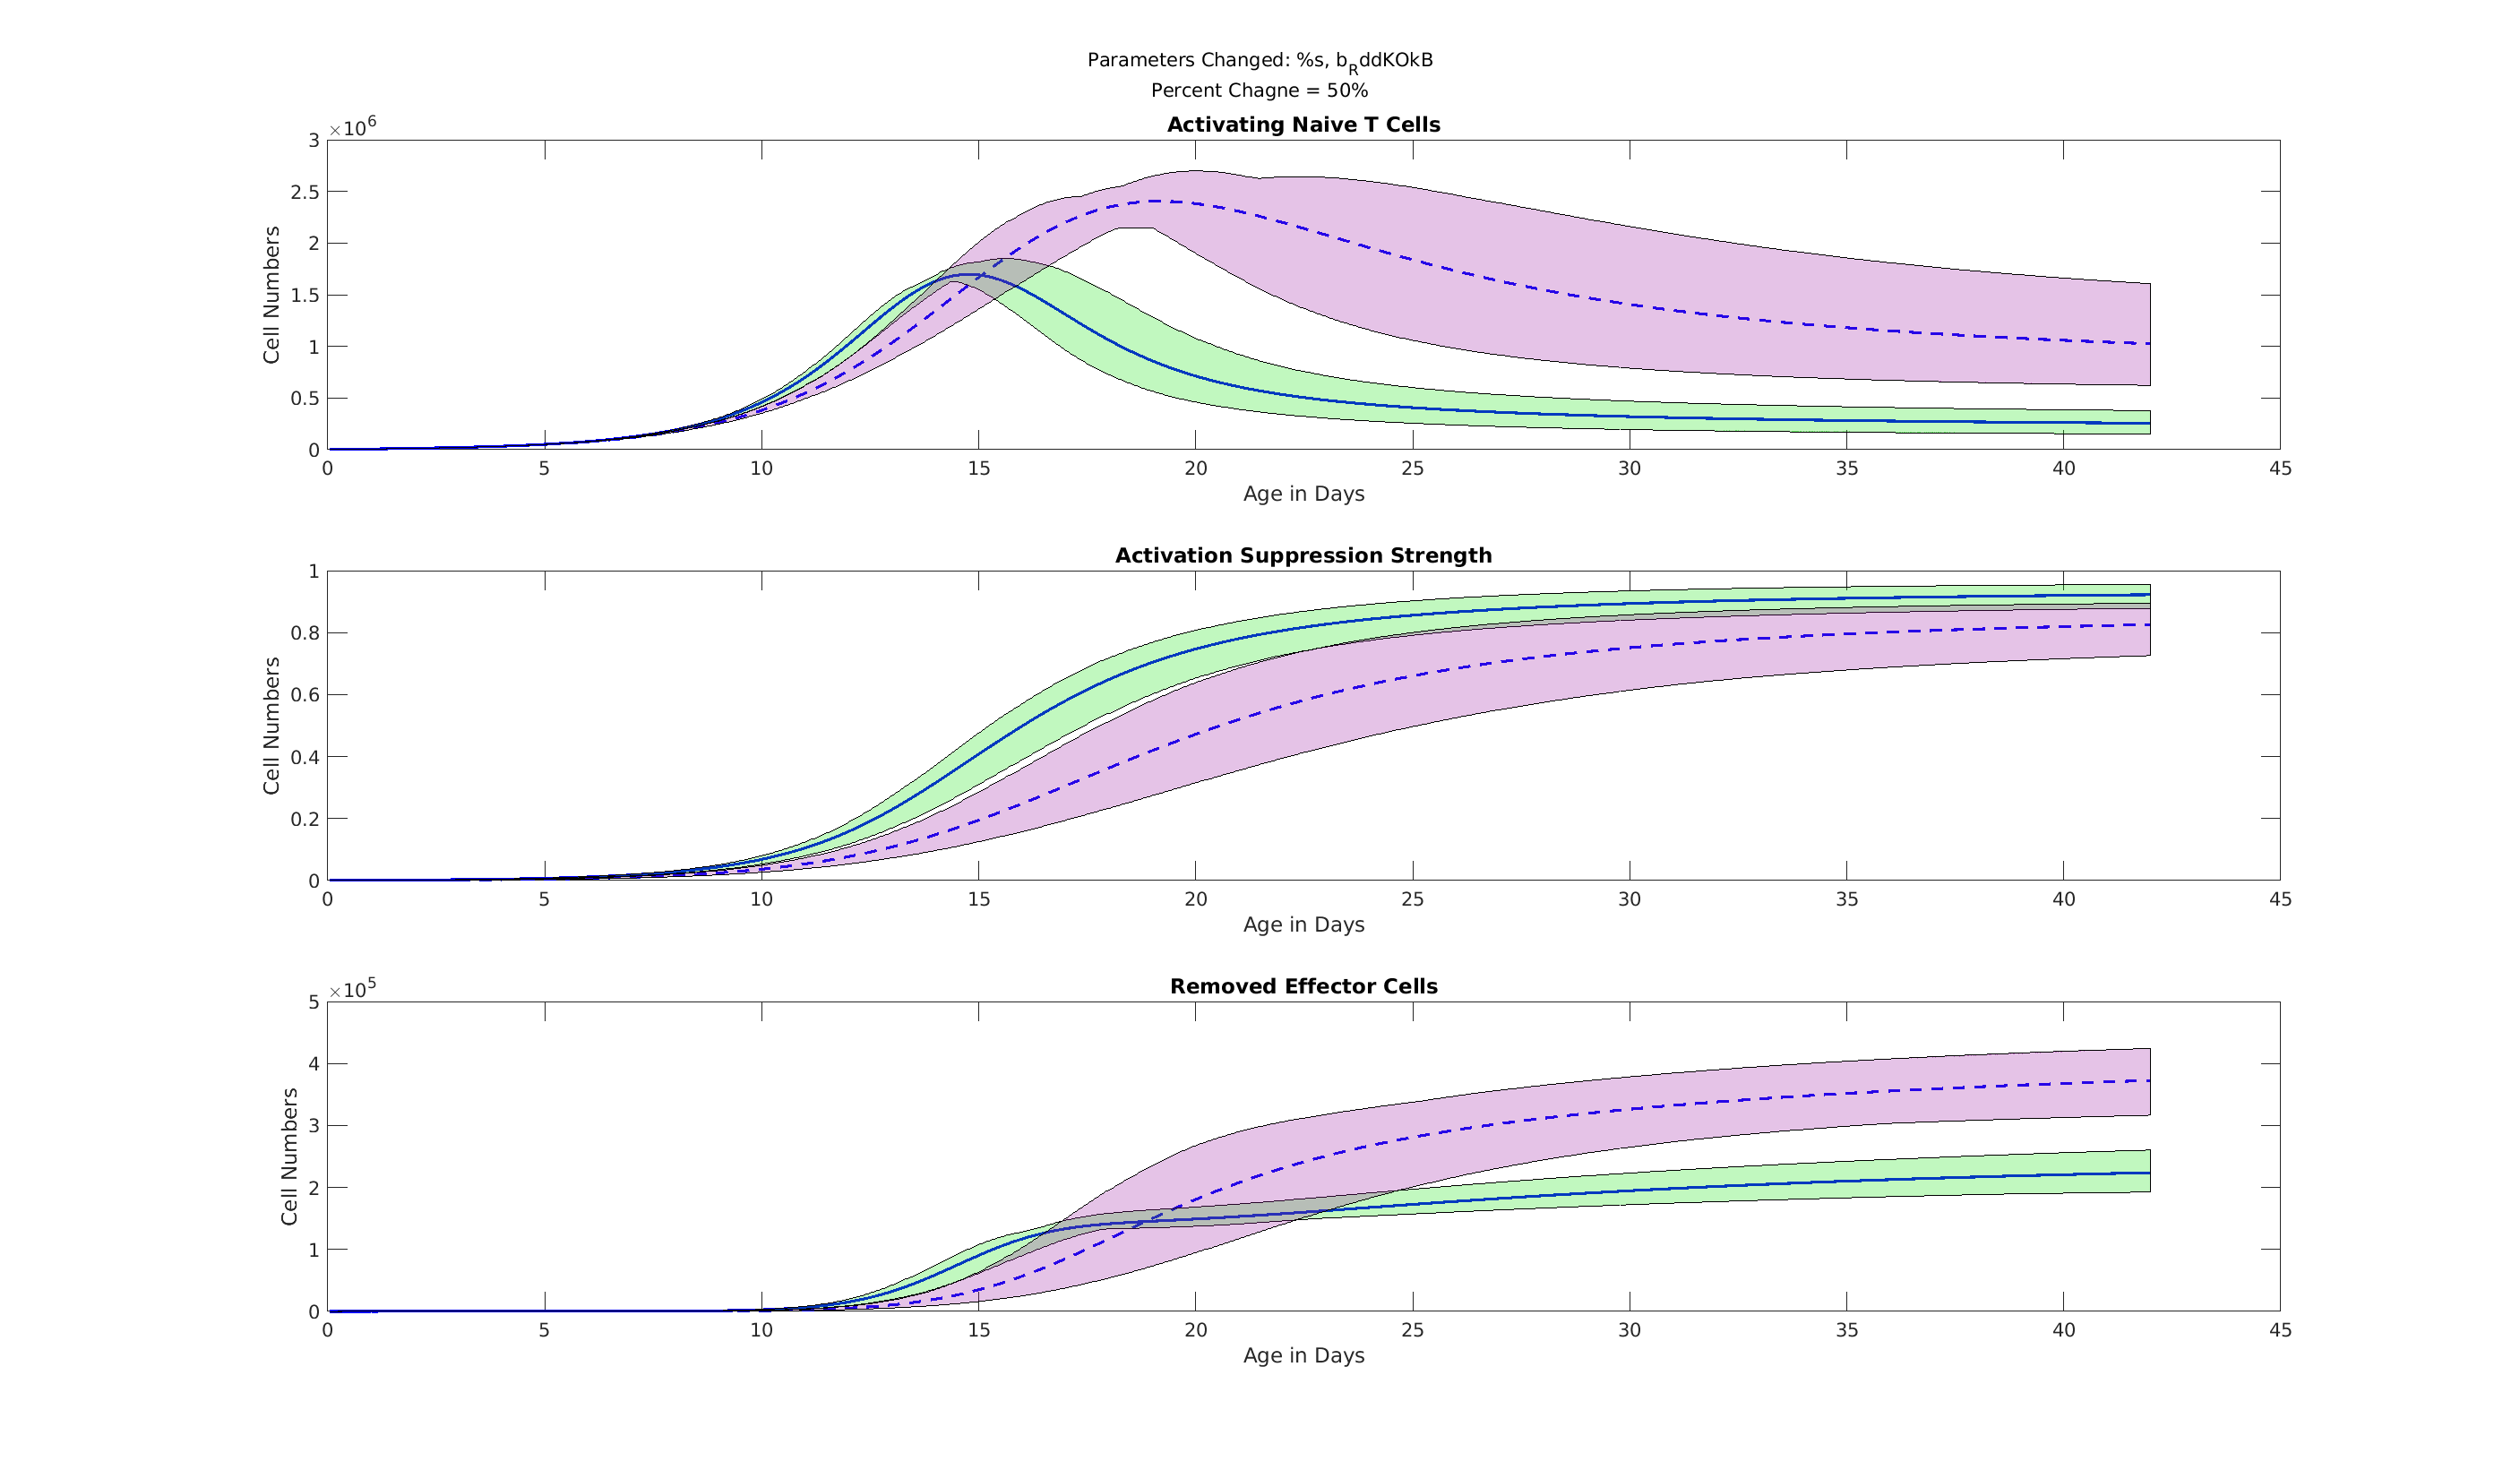 Parameters Changed: %s, b_RddKOkB
Percent Chagne = 50%
Activating Naive T Cells
×10^6
3
2.5
2
1.5
1
0.5
0
Cell Numbers
0 5 10 15 20 25 30 35 40 45
Age in Days
Activation Suppression Strength
1
0.8
0.6
0.4
0.2
0
Cell Numbers
0 5 10 15 20 25 30 35 40 45
Age in Days
Removed Effector Cells
×10^5
5
4
3
2
1
0
Cell Numbers
0 5 10 15 20 25 30 35 40 45
Age in Days